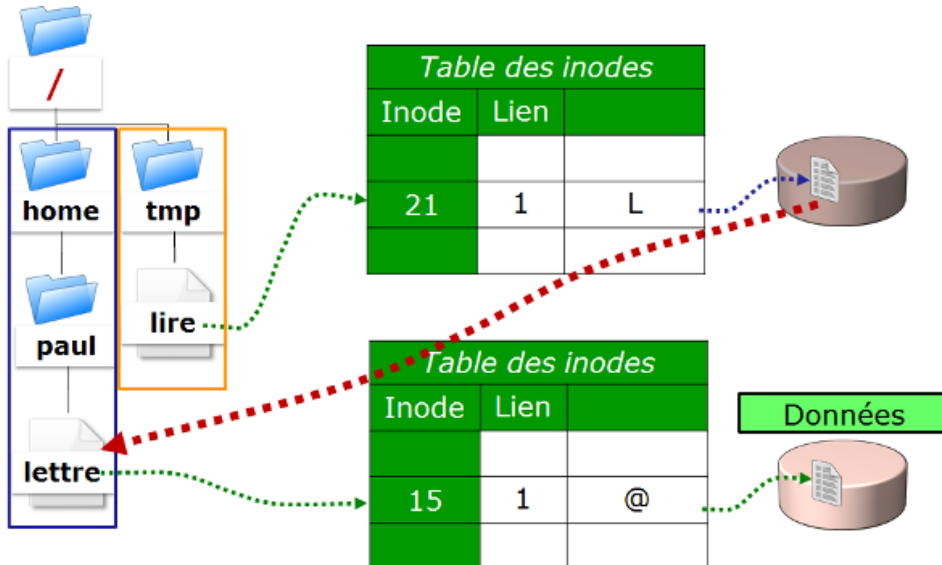 /
home
tmp
paul
lire
lettre
Table des inodes
Inode Lien
21 1 L
Table des inodes
Inode Lien
15 1 @
Données